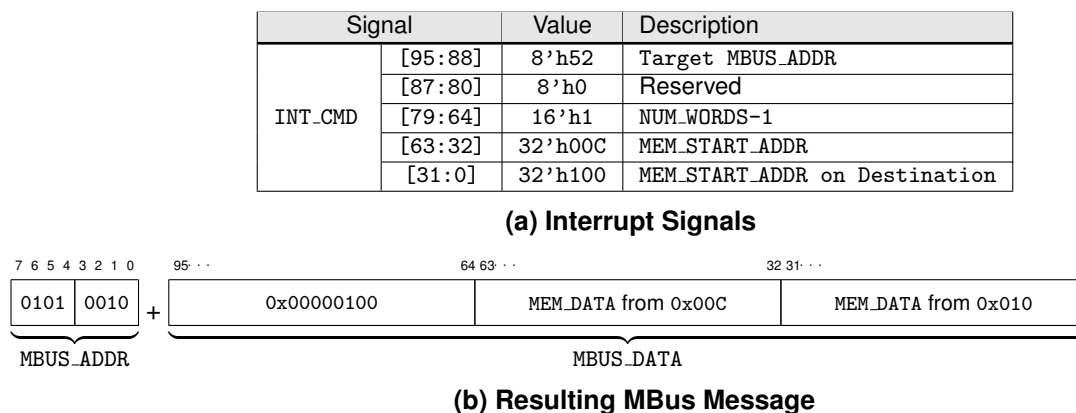 Signal Value Description
INT_CMD [95:88] 8'h52 Target MBUS_ADDR
[87:80] 8'h0 Reserved
[79:64] 16'h1 NUM_WORDS-1
[63:32] 32'h00C MEM_START_ADDR
[31:0] 32'h100 MEM_START_ADDR on Destination
(a) Interrupt Signals
7 6 5 4 3 2 1 0 95··· 64 63··· 32 31···
0101 0010 + 0x00000100 MEM_DATA from 0x00C MEM_DATA from 0x010
MBUS_ADDR MBUS_DATA
(b) Resulting MBus Message